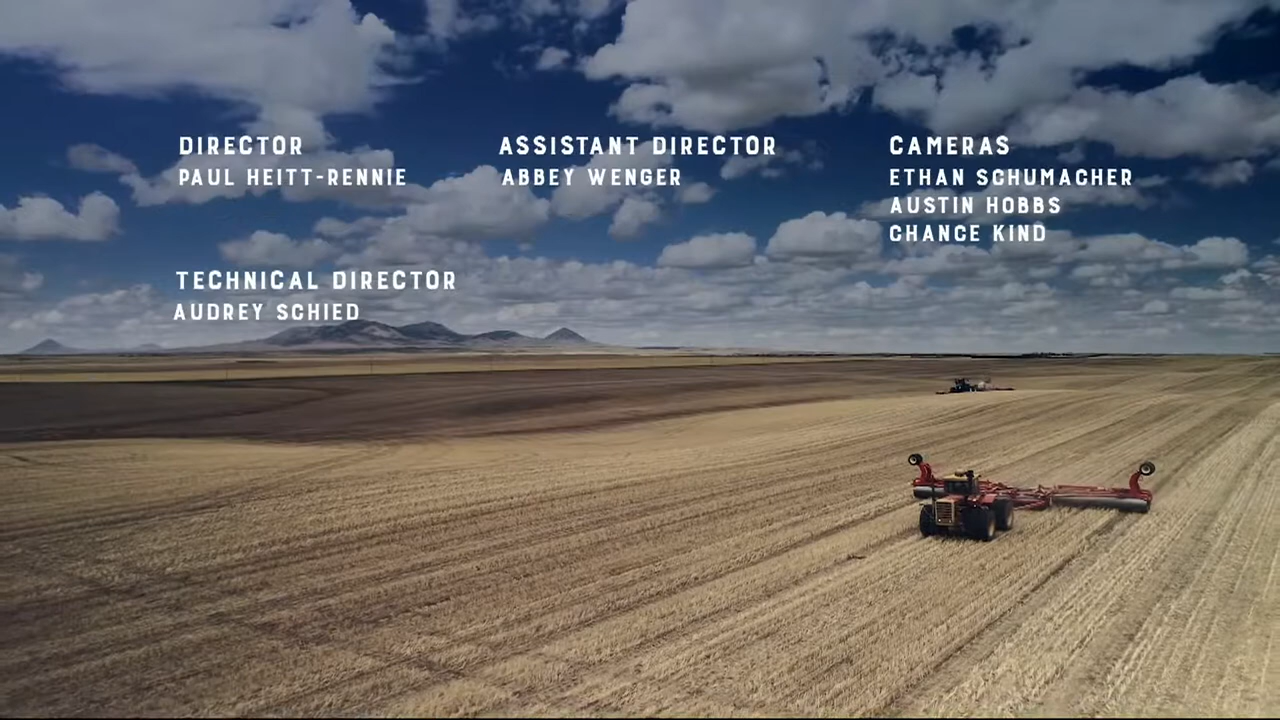 DIRECTOR
PAUL HEITT-RENNIE
TECHNICAL DIRECTOR
AUDREY SCHIED
ASSISTANT DIRECTOR
ABBEY WENGER
CAMERAS
ETHAN SCHUMACHER
AUSTIN HOBBS
CHANCE KIND